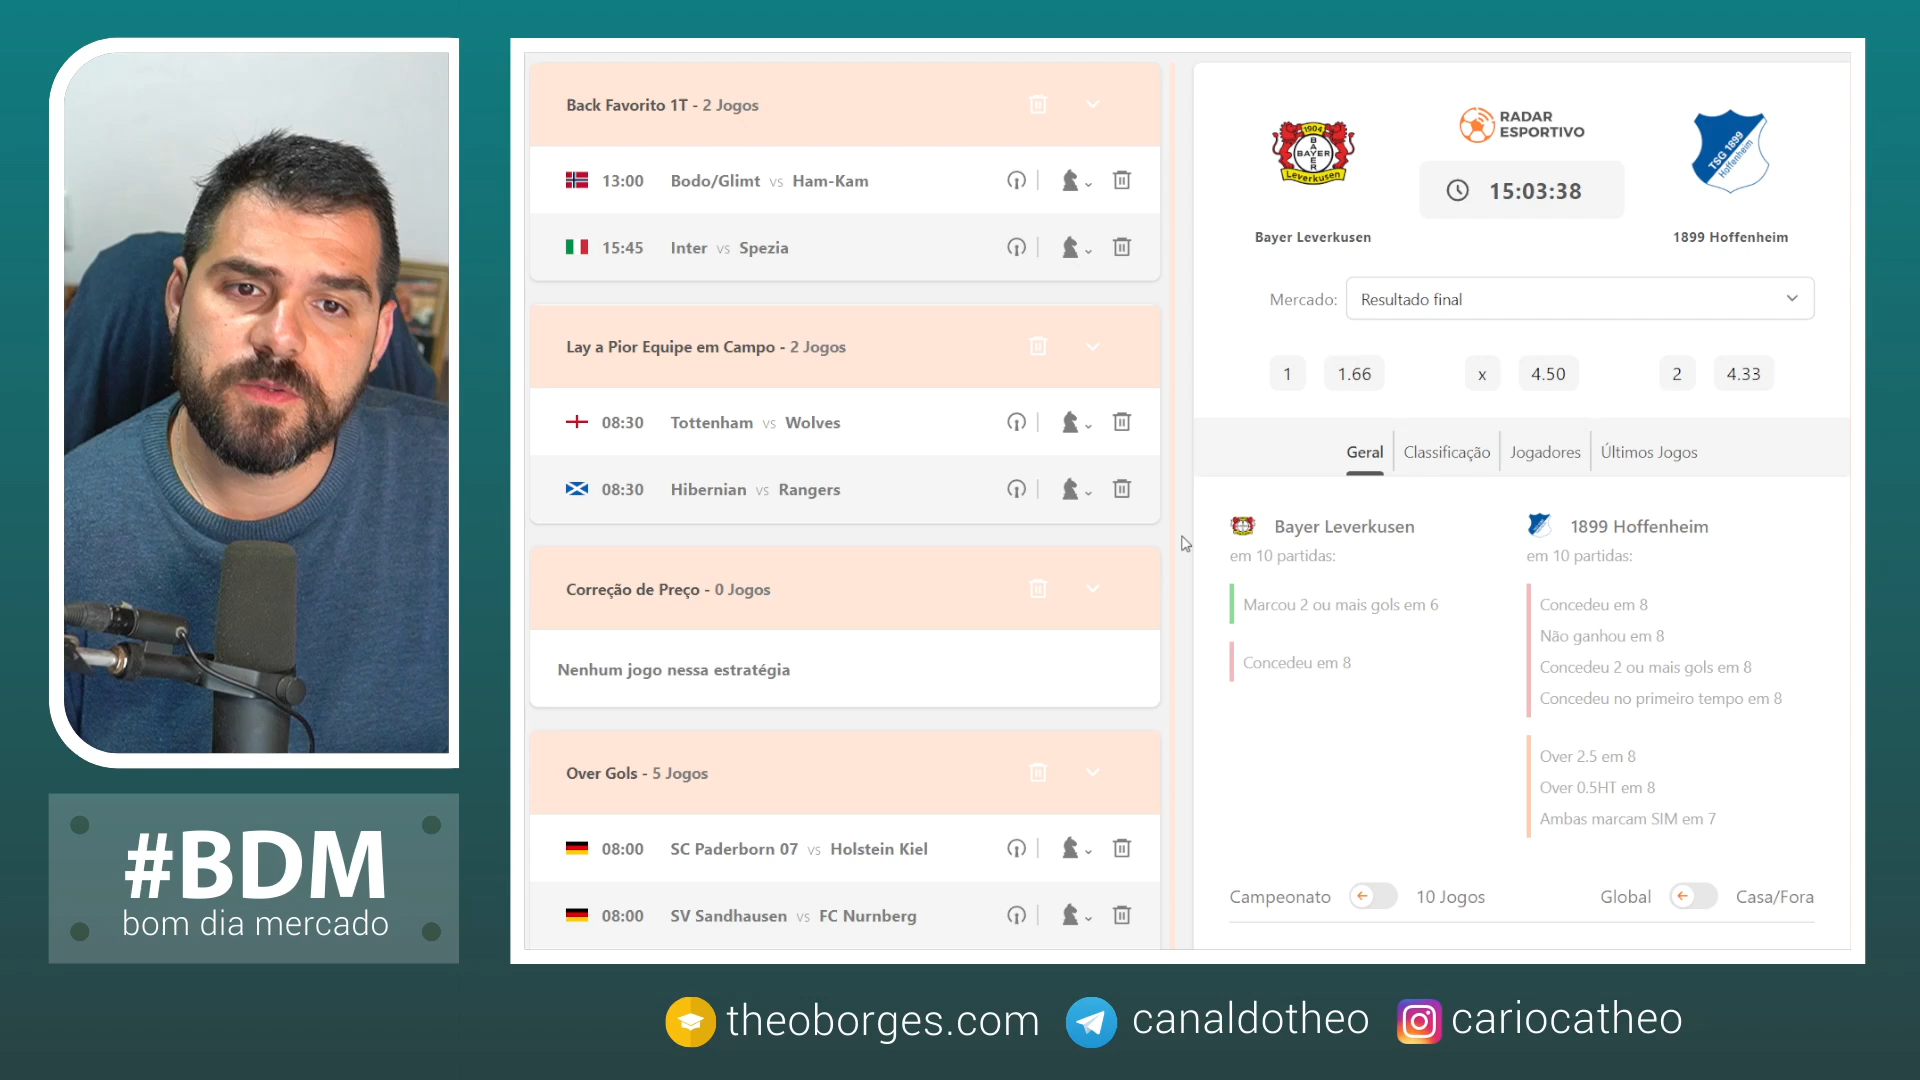 #BDM
bom dia mercado
Back Favorito 1T - 2 Jogos
13:00 Bodo/Glimt vs Ham-Kam
15:45 Inter vs Spezia
Lay a Pior Equipe em Campo - 2 Jogos
08:30 Tottenham vs Wolves
08:30 Hibernian vs Rangers
Correção de Preço - 0 Jogos
Nenhum jogo nessa estratégia
Over Gols - 5 Jogos
08:00 SC Paderborn 07 vs Holstein Kiel
08:00 SV Sandhausen vs FC Nurnberg
1904
BAYER
BAYER
Leverkusen
RADAR
ESPORTIVO
TSG 1899
Hoffenheim
15:03:38
Bayer Leverkusen
1899 Hoffenheim
Mercado: Resultado final
1 1.66 x 4.50 2 4.33
Geral Classificação Jogadores Últimos Jogos
Bayer Leverkusen
em 10 partidas:
Marcou 2 ou mais gols em 6
Concedeu em 8
1899 Hoffenheim
em 10 partidas:
Concedeu em 8
Não ganhou em 8
Concedeu 2 ou mais gols em 8
Concedeu no primeiro tempo em 8
Over 2.5 em 8
Over 0.5HT em 8
Ambas marcam SIM em 7
Campeonato 10 Jogos Global Casa/Fora
theoborges.com canaldotheo cariocatheo